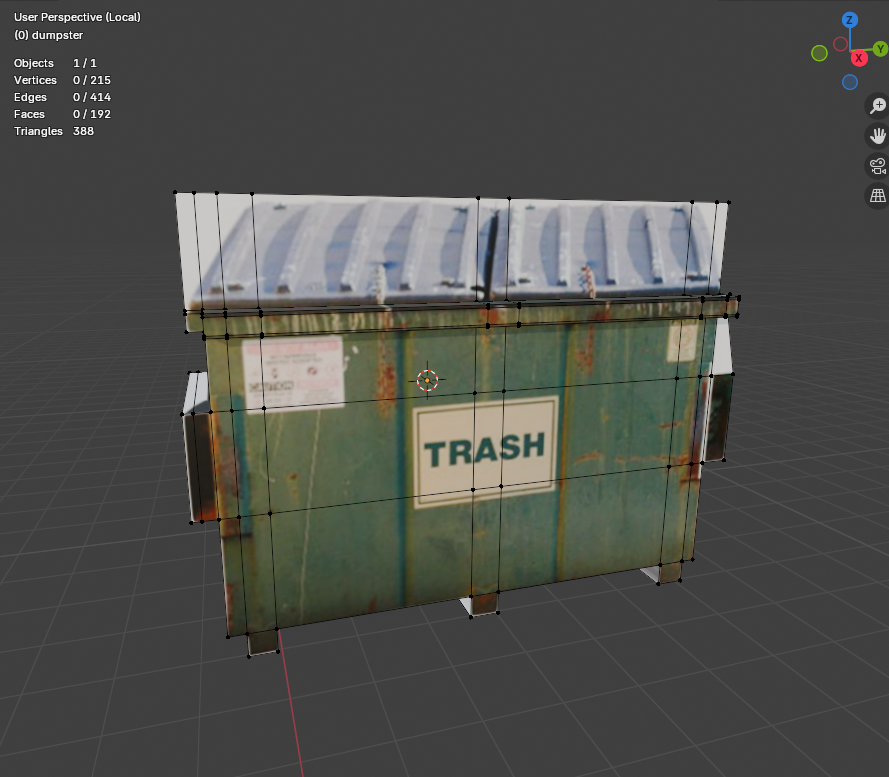 User Perspective (Local)
(0) dumpster
Objects 1 / 1
Vertices 0 / 215
Edges 0 / 414
Faces 0 / 192
Triangles 388
Z
Y
X
TRASH